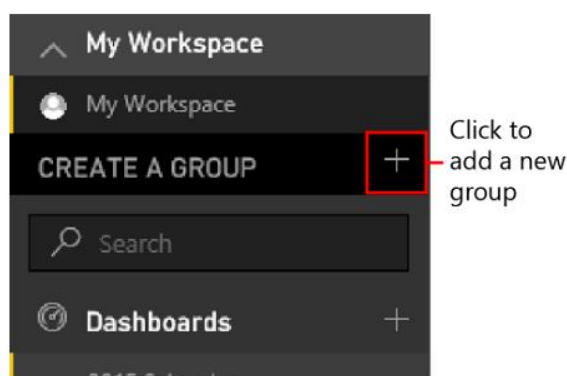 My Workspace
My Workspace
CREATE A GROUP
Click to
add a new
group
Search
Dashboards